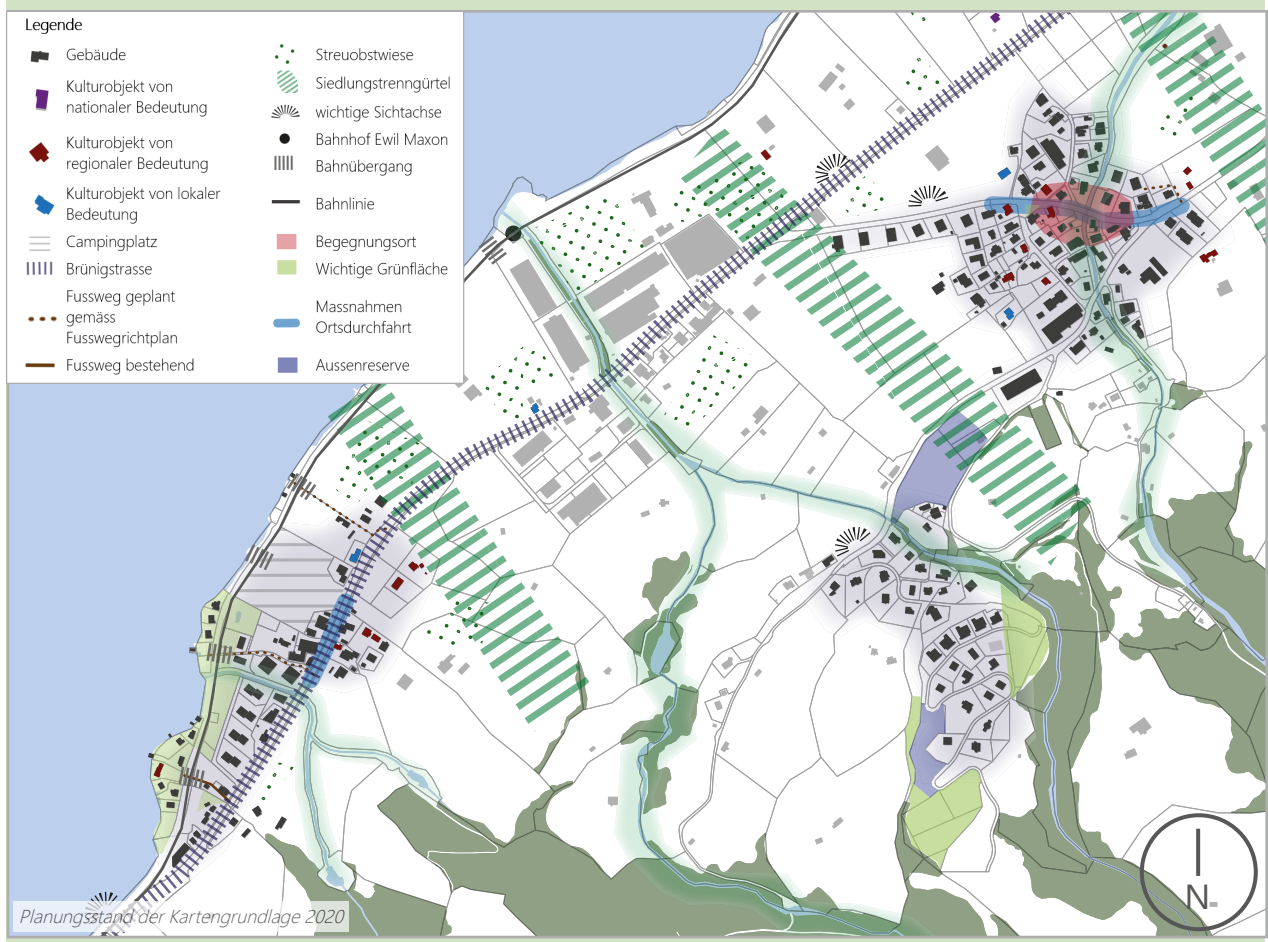 Legende
Gebäude
Kulturobjekt von
nationaler Bedeutung
Kulturobjekt von
regionaler Bedeutung
Kulturobjekt von lokaler
Bedeutung
Campingplatz
Brünigstrasse
Fussweg geplant
gemäss
Fusswegrichtplan
Fussweg bestehend
Streuobstwiese
Siedlungstrenngürtel
wichtige Sichtachse
Bahnhof Ewil Maxon
Bahnübergang
Bahnlinie
Begegnungsort
Wichtige Grünfläche
Massnahmen
Ortsdurchfahrt
Aussenreserve
Planungsstand der Kartengrundlage 2020
N